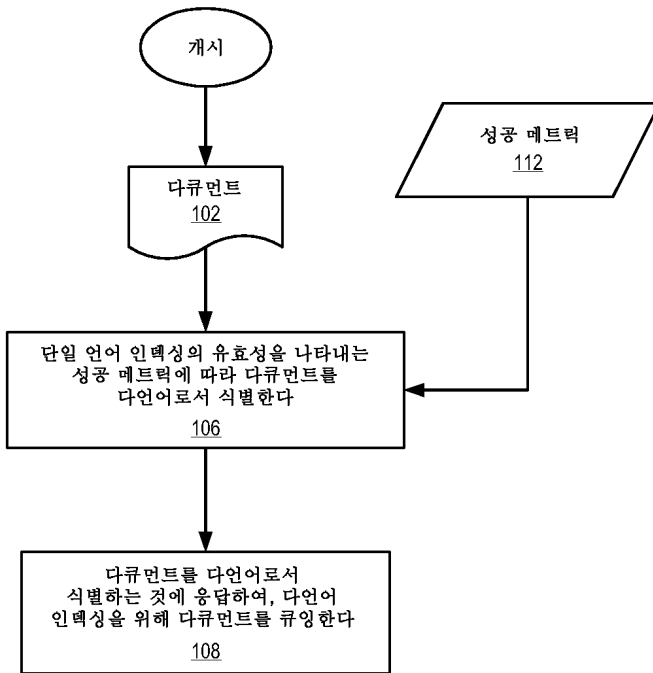 개시
다큐먼트
102
성공 메트릭
112
단일 언어 인덱싱의 유효성을 나타내는
성공 메트릭에 따라 다큐먼트를
다언어로서 식별한다
106
다큐먼트를 다언어로서
식별하는 것에 응답하여, 다언어
인덱싱을 위해 다큐먼트를 큐잉한다
108